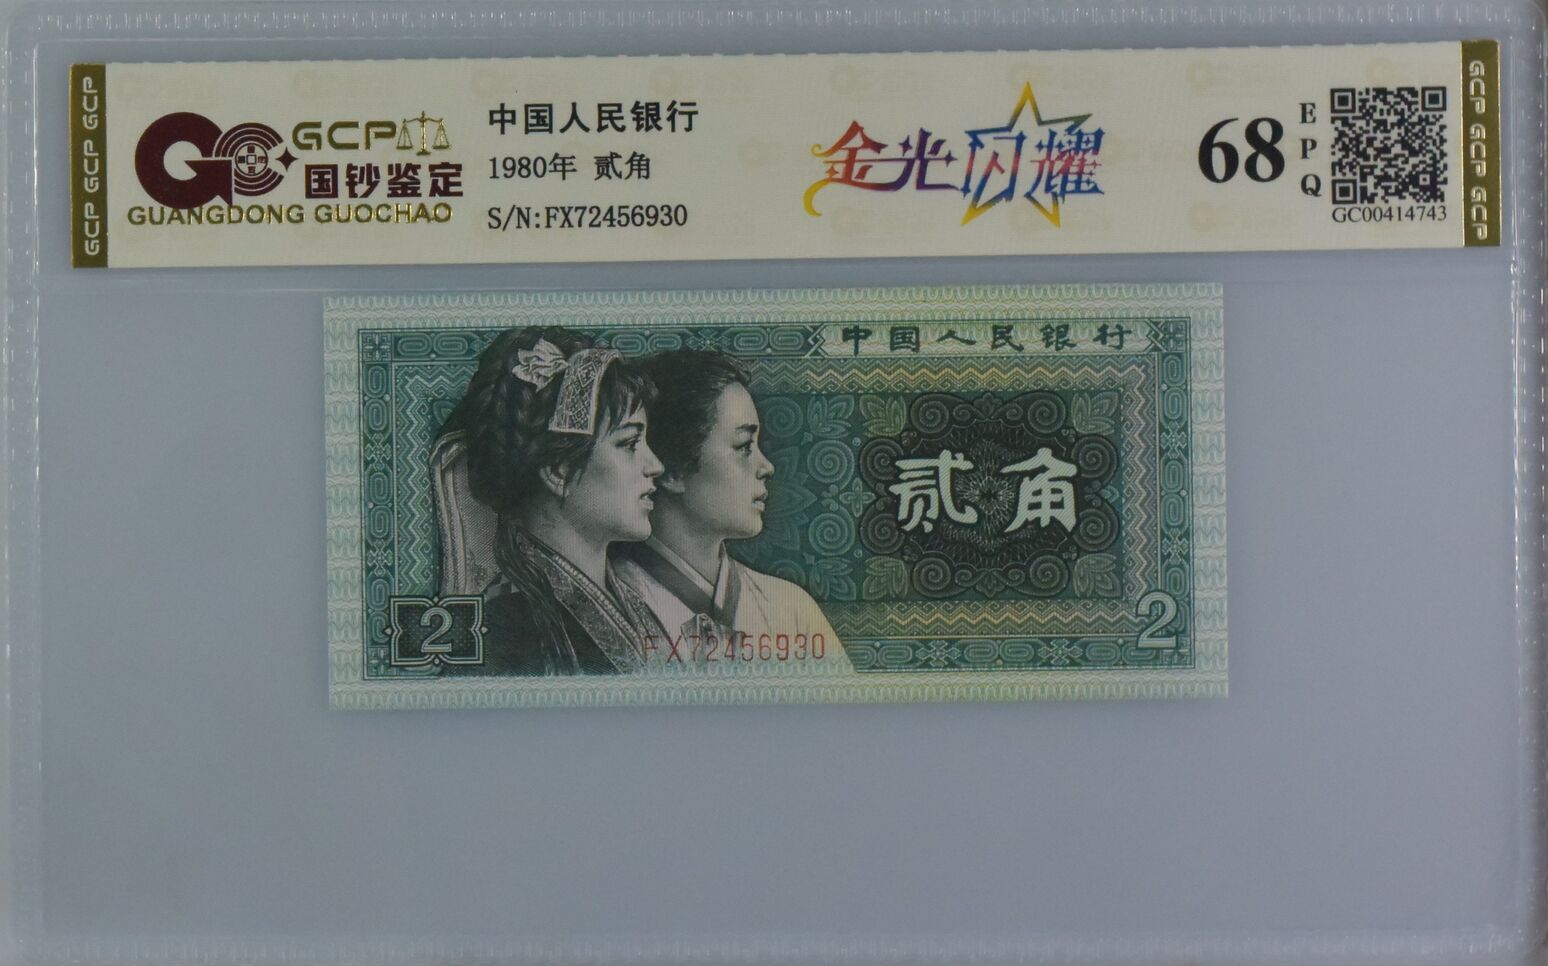 GCP GCP GCP
GCP
国钞鉴定
GUANGDONG GUOCHAO
中国人民银行
1980年 贰角
S/N:FX72456930
金光闪耀
68
EPQ
GC00414743
GCP GCP GCP
中国人民银行
贰角
2
2
FX72456930